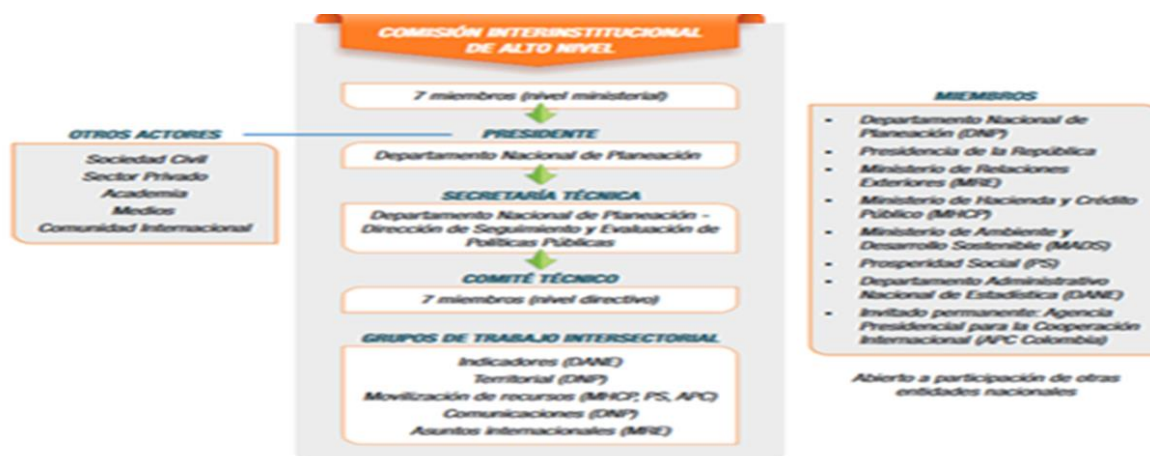 COMISIÓN INTERINSTITUCIONAL
DE ALTO NIVEL
7 miembros (nivel ministerial)
PRESIDENTE
Departamento Nacional de Planeación
SECRETARÍA TÉCNICA
Departamento Nacional de Planeación -
Dirección de Seguimiento y Evaluación de
Políticas Públicas
COMITÉ TÉCNICO
7 miembros (nivel directivo)
GRUPOS DE TRABAJO INTERSECTORIAL
Indicadores (DANE)
Territorial (DNP)
Movilización de recursos (MHCP, PS, APC)
Comunicaciones (DNP)
Asuntos internacionales (MRE)
OTROS ACTORES
Sociedad Civil
Sector Privado
Academia
Medios
Comunidad Internacional
MIEMBROS
- Departamento Nacional de
Planeación (DNP)
- Presidencia de la República
- Ministerio de Relaciones
Exteriores (MRE)
- Ministerio de Hacienda y Crédito
Público (MHCP)
- Ministerio de Ambiente y
Desarrollo Sostenible (MADS)
- Prosperidad Social (PS)
- Departamento Administrativo
Nacional de Estadística (DANE)
- Invitado permanente: Agencia
Presidencial para la Cooperación
Internacional (APC Colombia)
Abierto a participación de otras
entidades nacionales